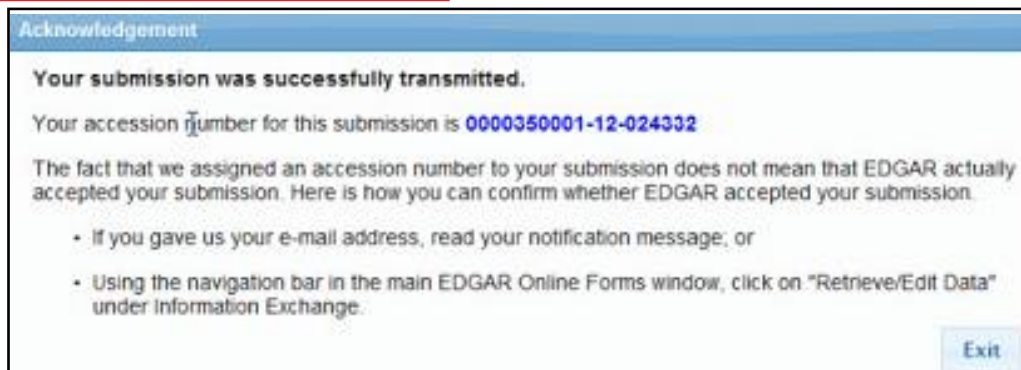 Acknowledgement
Your submission was successfully transmitted.
Your accession number for this submission is 0000350001-12-024332
The fact that we assigned an accession number to your submission does not mean that EDGAR actually
accepted your submission. Here is how you can confirm whether EDGAR accepted your submission.
• If you gave us your e-mail address, read your notification message; or
• Using the navigation bar in the main EDGAR Online Forms window, click on "Retrieve/Edit Data"
under Information Exchange.
Exit